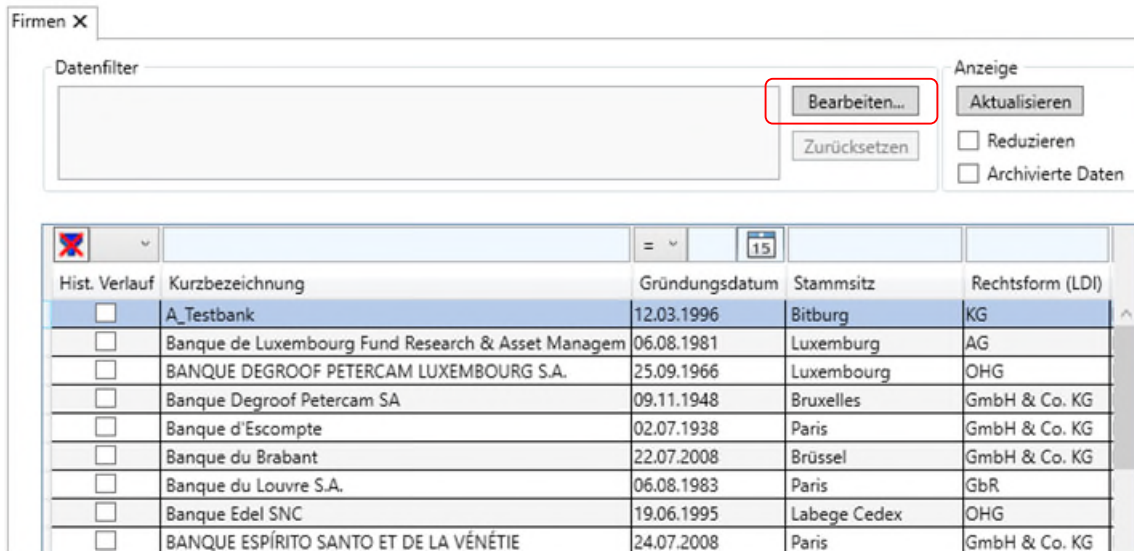 Firmen X
Datenfilter
Anzeige
Bearbeiten...
Aktualisieren
Zurücksetzen
Reduzieren
Archivierte Daten
= 15
Hist. Verlauf Kurzbezeichnung Gründungsdatum Stammsitz Rechtsform (LDI)
A_Testbank 12.03.1996 Bitburg KG
Banque de Luxembourg Fund Research & Asset Managem 06.08.1981 Luxemburg AG
BANQUE DEGROOF PETERCAM LUXEMBOURG S.A. 25.09.1966 Luxembourg OHG
Banque Degroof Petercam SA 09.11.1948 Bruxelles GmbH & Co. KG
Banque d'Escompte 02.07.1938 Paris GmbH & Co. KG
Banque du Brabant 22.07.2008 Brüssel GmbH & Co. KG
Banque du Louvre S.A. 06.08.1983 Paris GbR
Banque Edel SNC 19.06.1995 Labege Cedex OHG
BANQUE ESPÍRITO SANTO ET DE LA VÉNÉTIE 24.07.2008 Paris GmbH & Co. KG